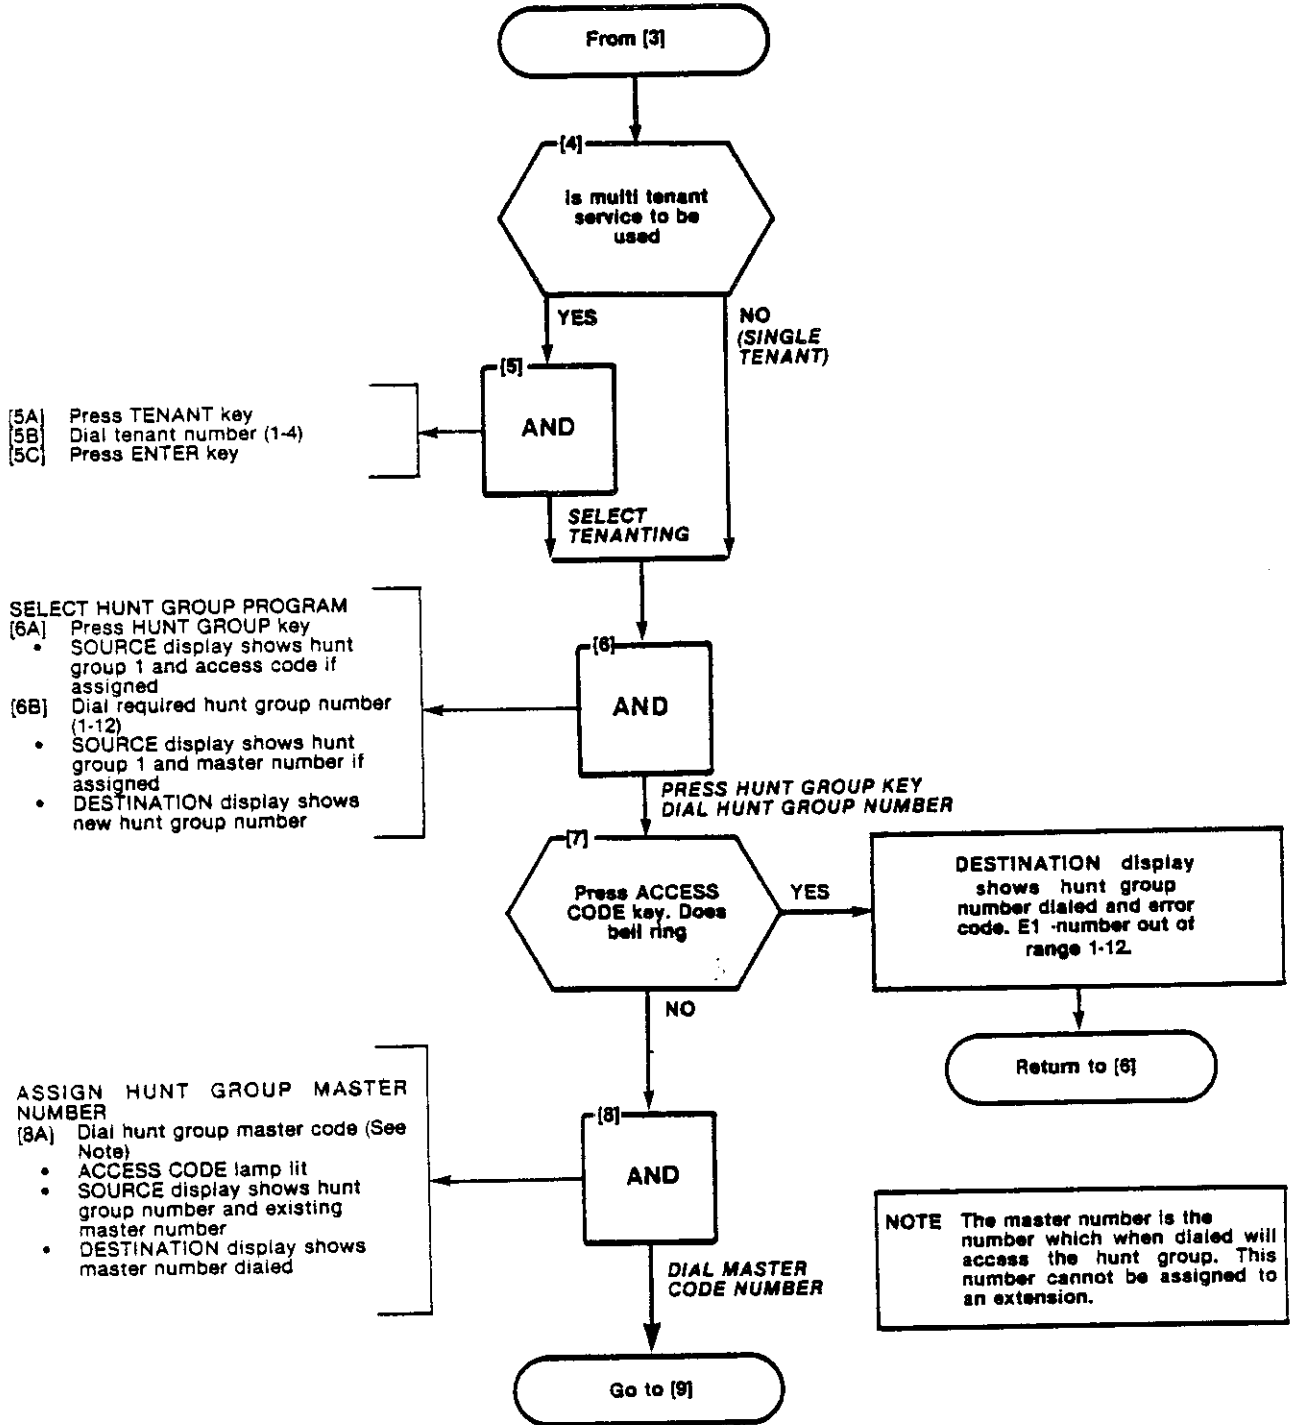 From [3]
[4]
Is multi tenant
service to be
used
YES
NO
(SINGLE
TENANT)
[5]
AND
[5A] Press TENANT key
[5B] Dial tenant number (1-4)
[5C] Press ENTER key
SELECT
TENANTING
SELECT HUNT GROUP PROGRAM
[6A] Press HUNT GROUP key
• SOURCE display shows hunt
group 1 and access code if
assigned
[6B] Dial required hunt group number
(1-12)
• SOURCE display shows hunt
group 1 and master number if
assigned
• DESTINATION display shows
new hunt group number
[6]
AND
PRESS HUNT GROUP KEY
DIAL HUNT GROUP NUMBER
[7]
Press ACCESS
CODE key. Does
bell ring
YES
DESTINATION display
shows hunt group
number dialed and error
code. E1 -number out of
range 1-12.
Return to [6]
NO
ASSIGN HUNT GROUP MASTER
NUMBER
[8A] Dial hunt group master code (See
Note)
• ACCESS CODE lamp lit
• SOURCE display shows hunt
group number and existing
master number
• DESTINATION display shows
master number dialed
[8]
AND
DIAL MASTER
CODE NUMBER
NOTE The master number is the
number which when dialed will
access the hunt group. This
number cannot be assigned to
an extension.
Go to [9]